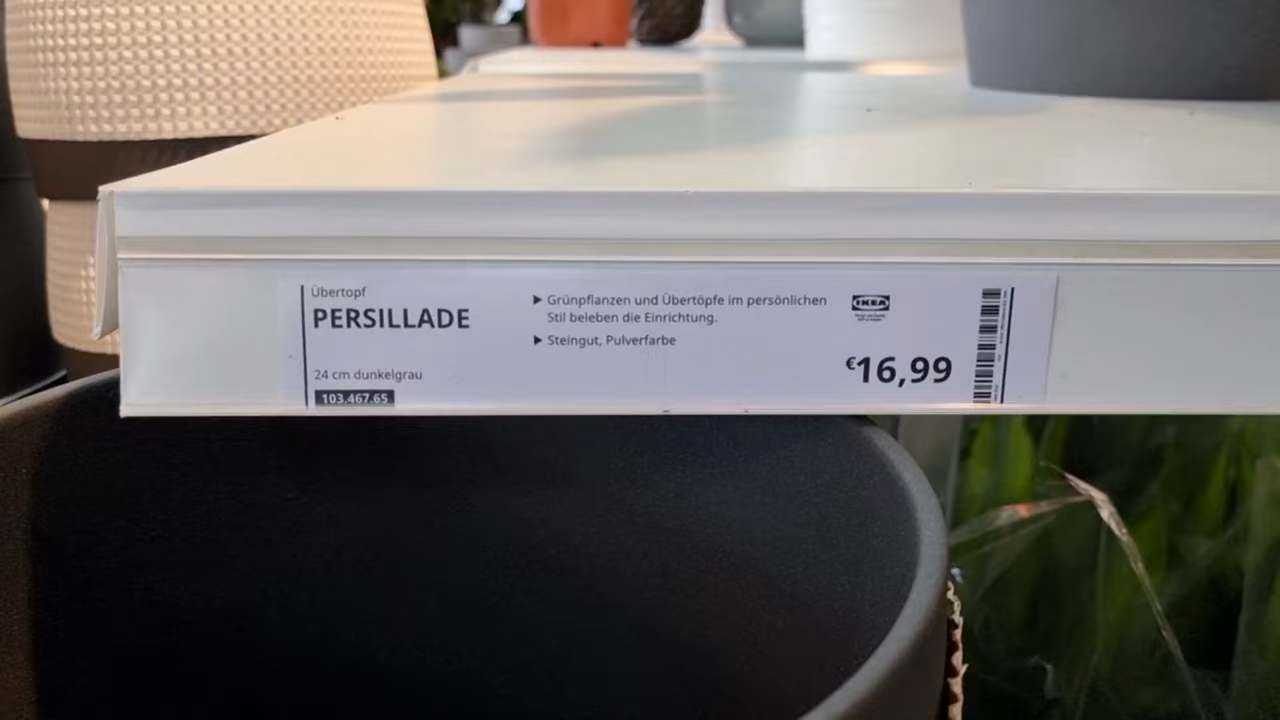 Übertopf
PERSILLADE
24 cm dunkelgrau
103.467.65
▶ Grünpflanzen und Übertöpfe im persönlichen
Stil beleben die Einrichtung.
▶ Steingut, Pulverfarbe
IKEA
€16,99